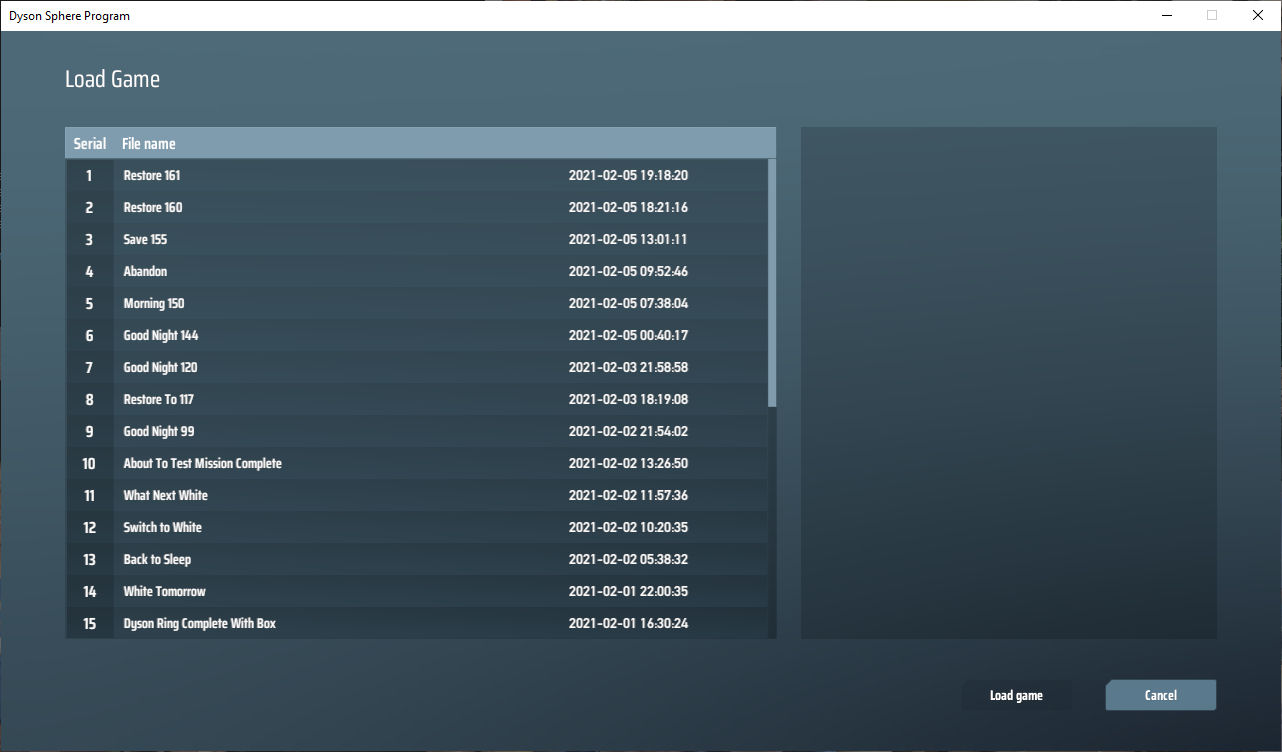 Dyson Sphere Program
Load Game
Serial File name
1 Restore 161 2021-02-05 19:18:20
2 Restore 160 2021-02-05 18:21:16
3 Save 155 2021-02-05 13:01:11
4 Abandon 2021-02-05 09:52:46
5 Morning 150 2021-02-05 07:38:04
6 Good Night 144 2021-02-05 00:40:17
7 Good Night 120 2021-02-03 21:58:58
8 Restore To 117 2021-02-03 18:19:08
9 Good Night 99 2021-02-02 21:54:02
10 About To Test Mission Complete 2021-02-02 13:26:50
11 What Next White 2021-02-02 11:57:36
12 Switch to White 2021-02-02 10:20:35
13 Back to Sleep 2021-02-02 05:38:32
14 White Tomorrow 2021-02-01 22:00:35
15 Dyson Ring Complete With Box 2021-02-01 16:30:24
Load game Cancel